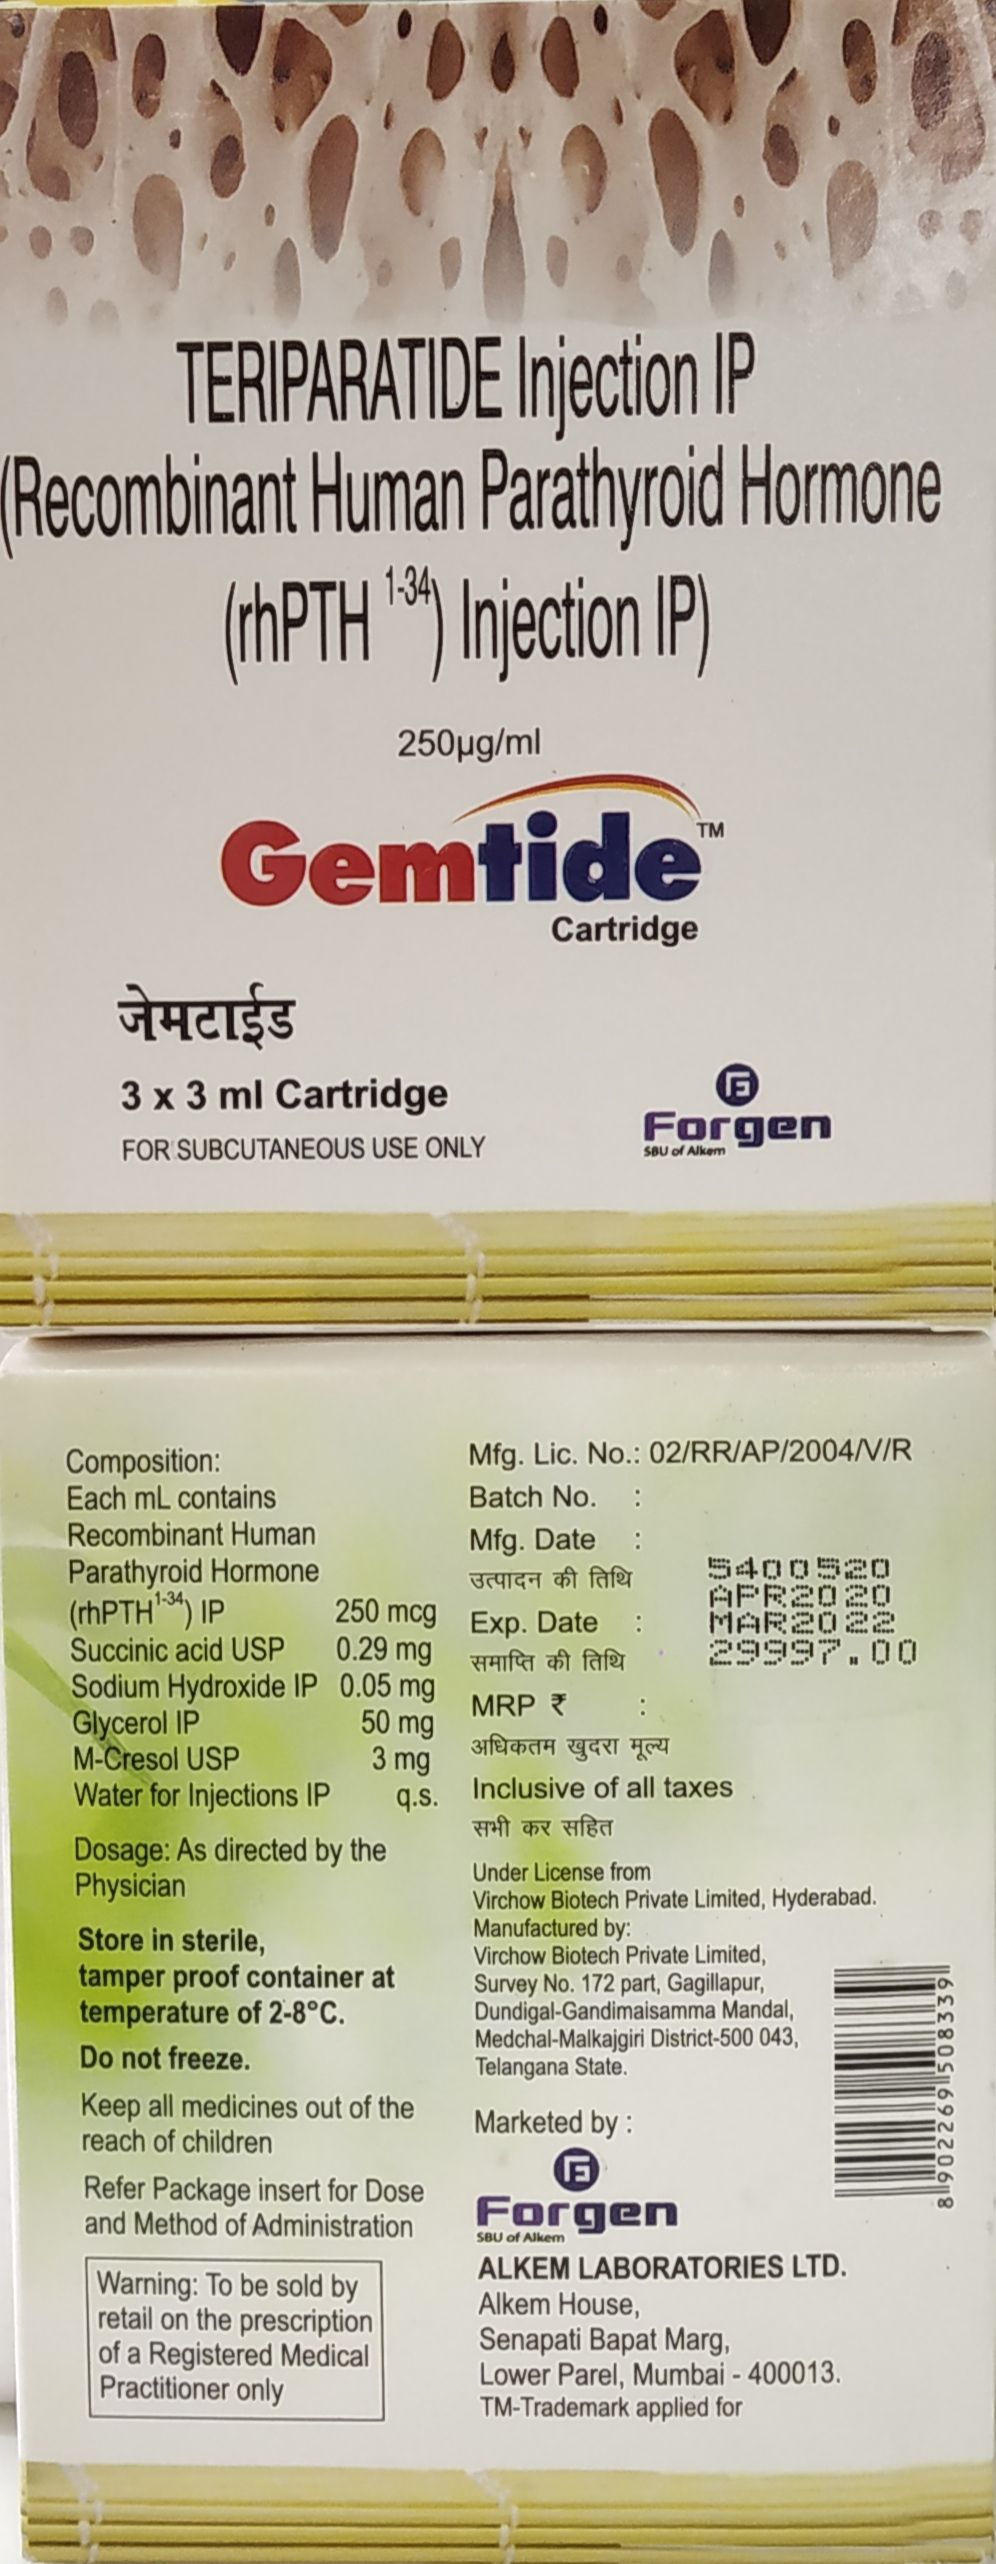 TERIPARATIDE Injection IP
(Recombinant Human Parathyroid Hormone
(rhPTH 1-34) Injection IP)
250µg/ml
Gemtide™
Cartridge
जेमटाईड
3 x 3 ml Cartridge
FOR SUBCUTANEOUS USE ONLY
Forgen
SBU of Alkem
Composition:
Each mL contains
Recombinant Human
Parathyroid Hormone
(rhPTH1-34) IP 250 mcg
Succinic acid USP 0.29 mg
Sodium Hydroxide IP 0.05 mg
Glycerol IP 50 mg
M-Cresol USP 3 mg
Water for Injections IP q.s.
Dosage: As directed by the
Physician
Store in sterile,
tamper proof container at
temperature of 2-8°C.
Do not freeze.
Keep all medicines out of the
reach of children
Refer Package insert for Dose
and Method of Administration
Warning: To be sold by
retail on the prescription
of a Registered Medical
Practitioner only
Mfg. Lic. No.: 02/RR/AP/2004/V/R
Batch No. :
Mfg. Date :
उत्पादन की तिथि
Exp. Date :
समाप्ति की तिथि
MRP ₹ :
अधिकतम खुदरा मूल्य
5400520
APR2020
MAR2022
29997.00
Inclusive of all taxes
सभी कर सहित
Under License from
Virchow Biotech Private Limited, Hyderabad.
Manufactured by:
Virchow Biotech Private Limited,
Survey No. 172 part, Gagillapur,
Dundigal-Gandimaisamma Mandal,
Medchal-Malkajgiri District-500 043,
Telangana State.
8 902269 508339
Marketed by :
Forgen
SBU of Alkem
ALKEM LABORATORIES LTD.
Alkem House,
Senapati Bapat Marg,
Lower Parel, Mumbai - 400013.
TM-Trademark applied for